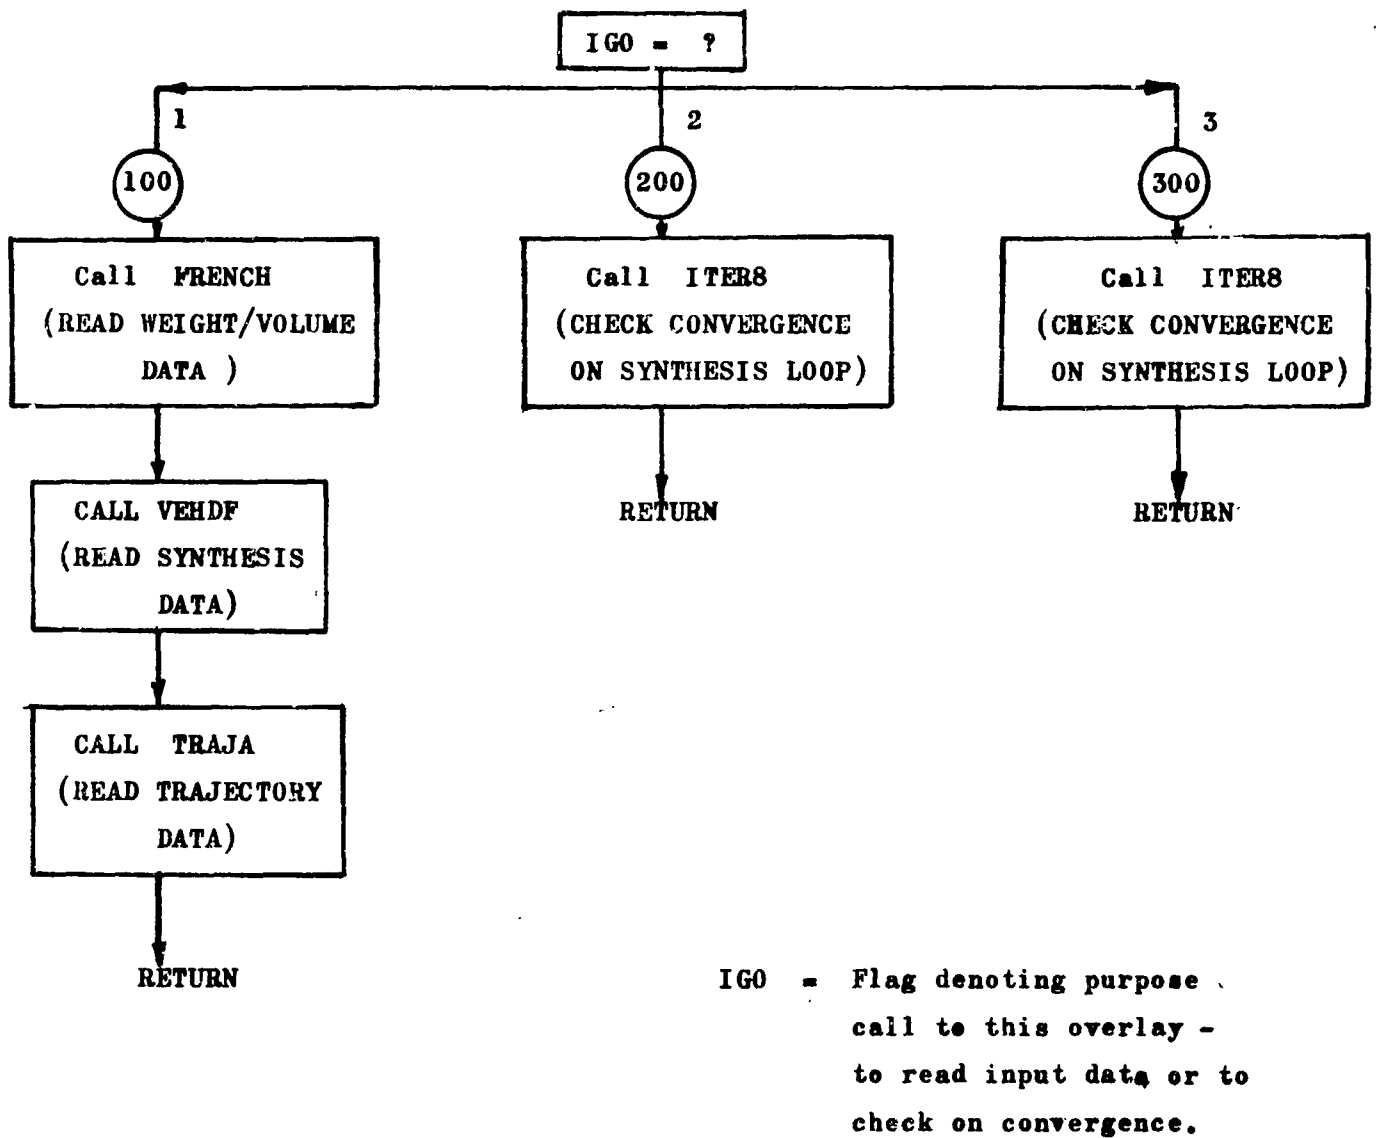 IGO = ?
1
2
3
100
200
300
Call FRENCH
(READ WEIGHT/VOLUME
DATA )
Call ITER8
(CHECK CONVERGENCE
ON SYNTHESIS LOOP)
Call ITER8
(CHECK CONVERGENCE
ON SYNTHESIS LOOP)
CALL VEHDF
(READ SYNTHESIS
DATA)
RETURN
RETURN
CALL TRAJA
(READ TRAJECTORY
DATA)
RETURN
IGO = Flag denoting purpose
call to this overlay -
to read input data or to
check on convergence.